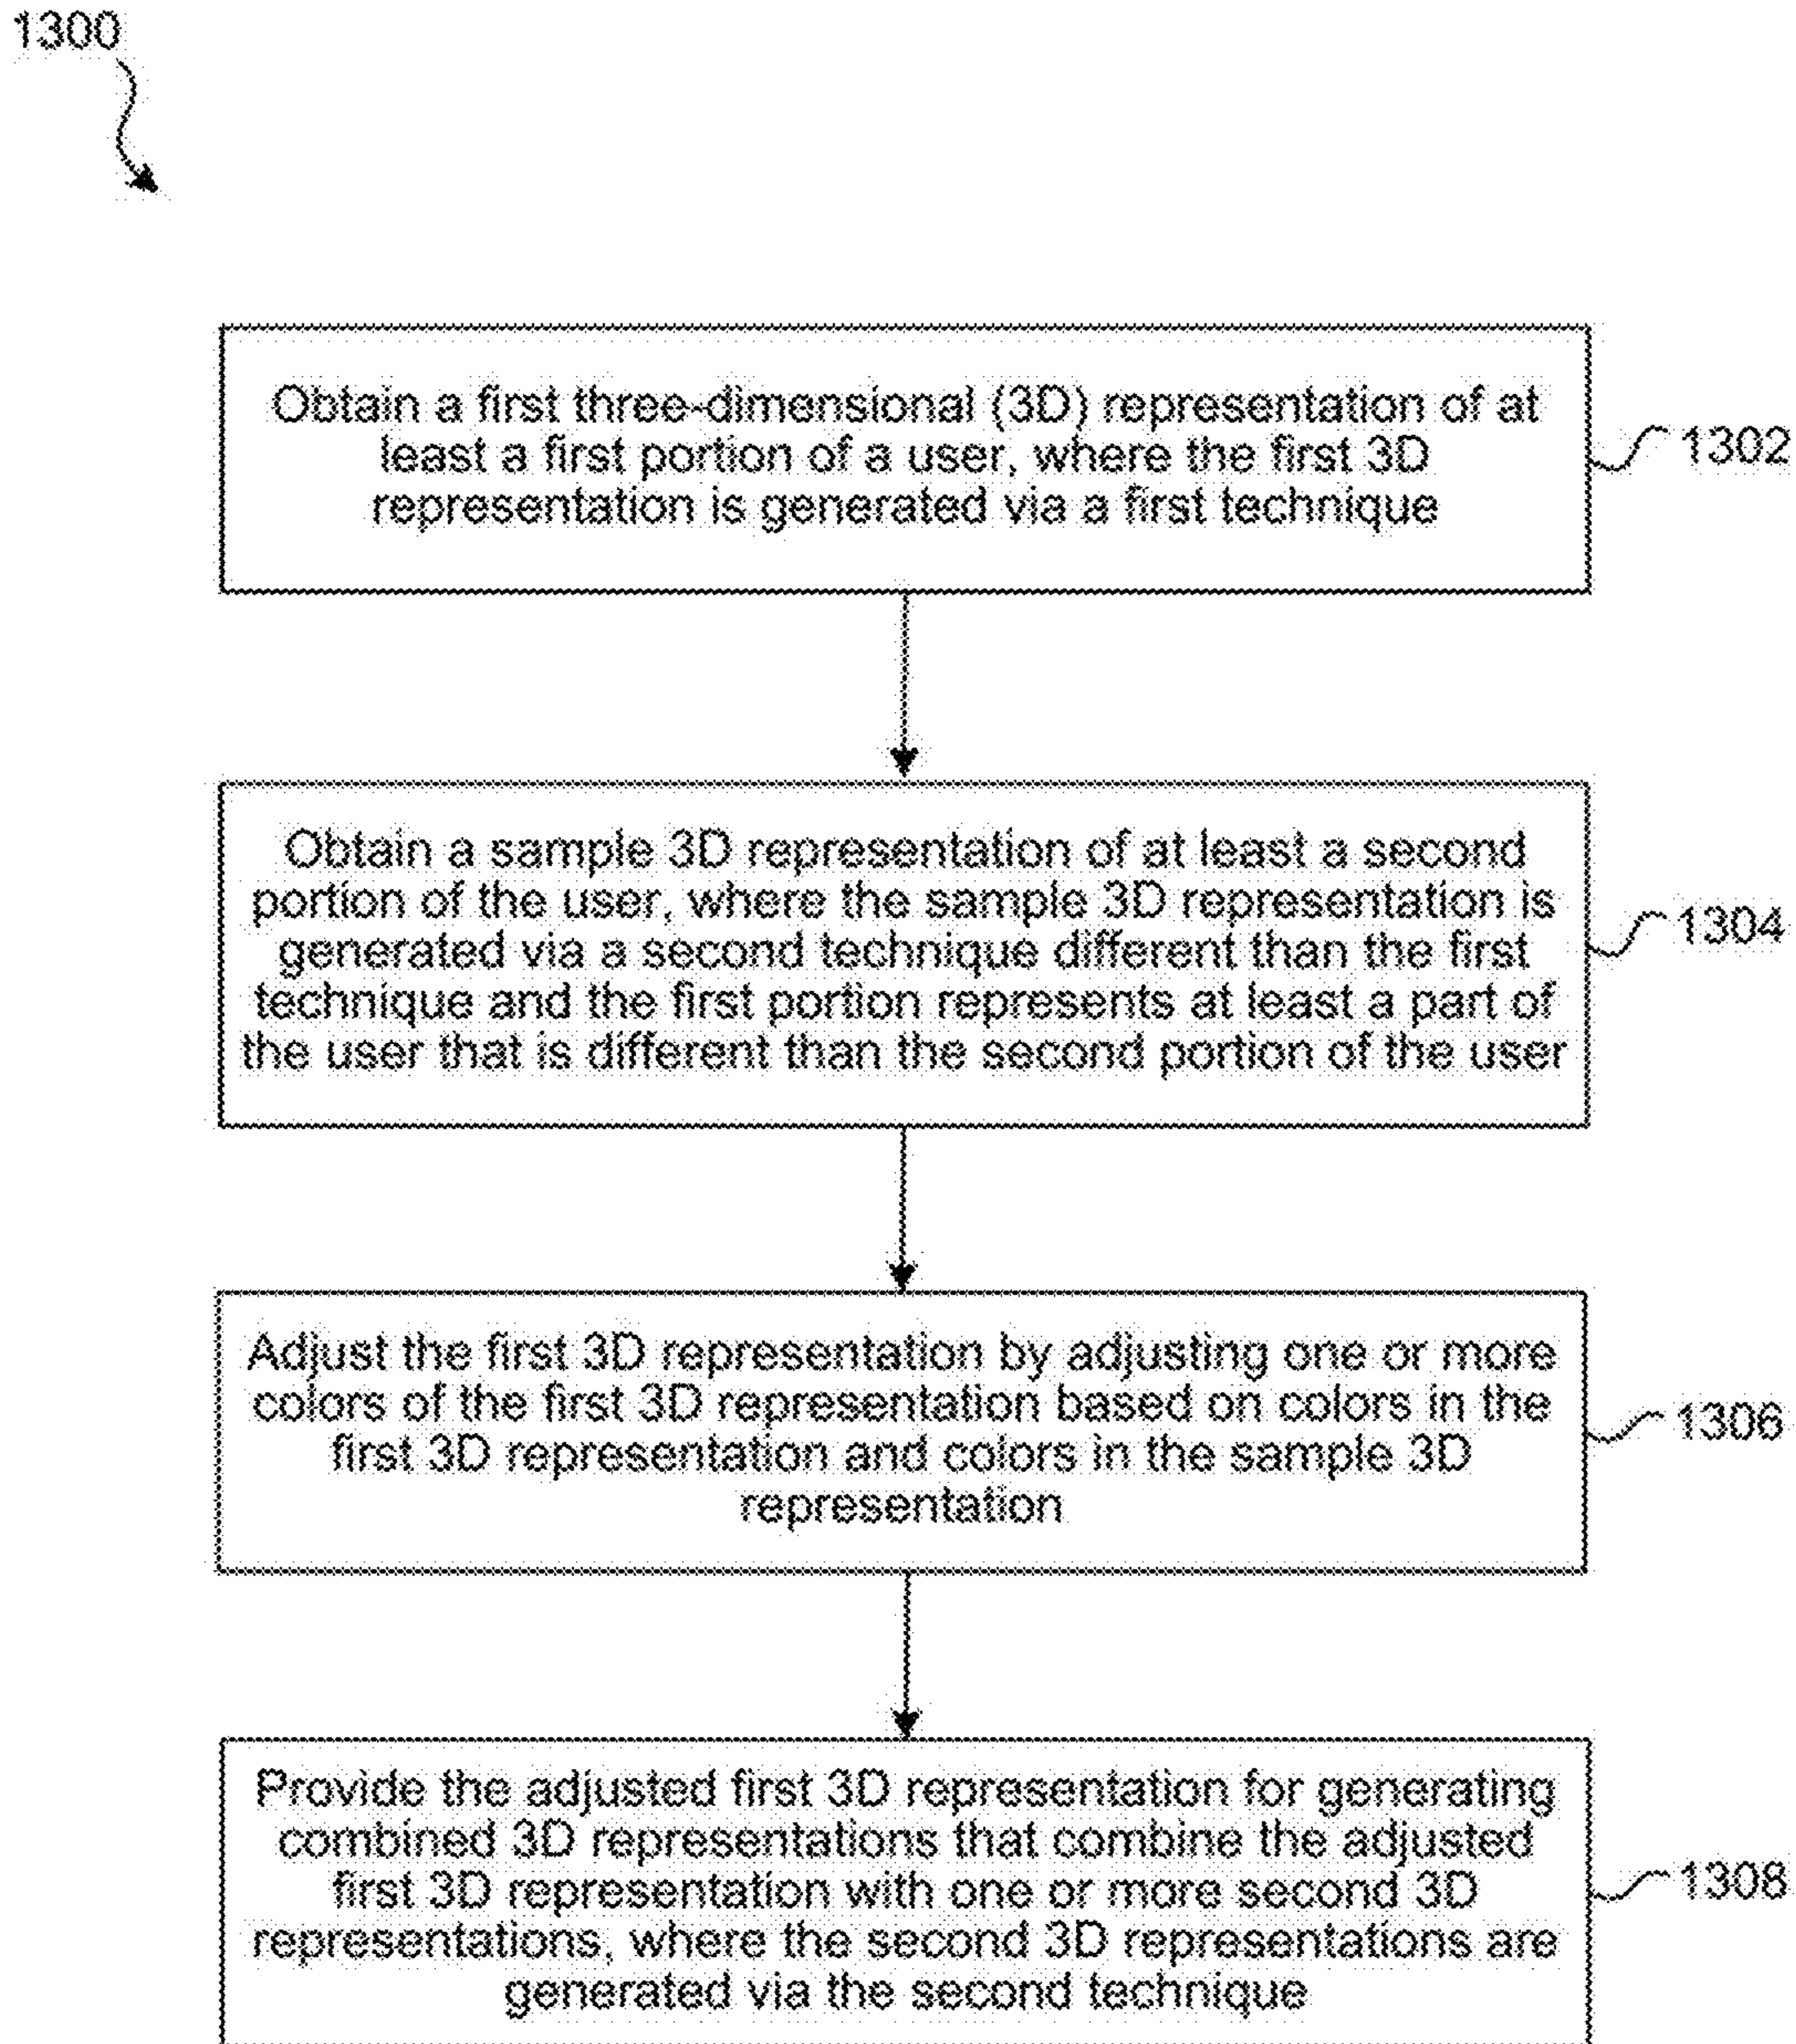 1300
Obtain a first three-dimensional (3D) representation of at
least a first portion of a user, where the first 3D
representation is generated via a first technique
1302
Obtain a sample 3D representation of at least a second
portion of the user, where the sample 3D representation is
generated via a second technique different than the first
technique and the first portion represents at least a part of
the user that is different than the second portion of the user
1304
Adjust the first 3D representation by adjusting one or more
colors of the first 3D representation based on colors in the
first 3D representation and colors in the sample 3D
representation
1306
Provide the adjusted first 3D representation for generating
combined 3D representations that combine the adjusted
first 3D representation with one or more second 3D
representations, where the second 3D representations are
generated via the second technique
1308